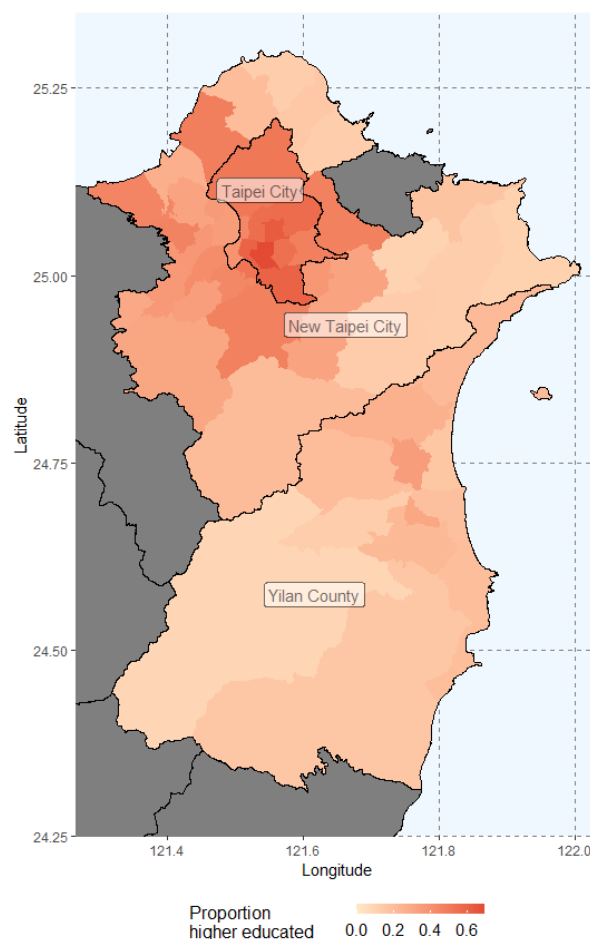 25.25
Taipei City
25.00
New Taipei City
Latitude
24.75
Yilan County
24.50
24.25
121.4 121.6 121.8 122.0
Longitude
Proportion
higher educated
0.0 0.2 0.4 0.6